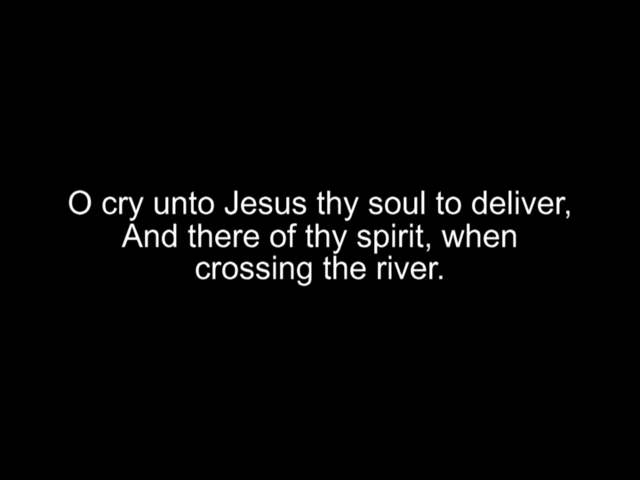 O cry unto Jesus thy soul to deliver,
And there of thy spirit, when
crossing the river.